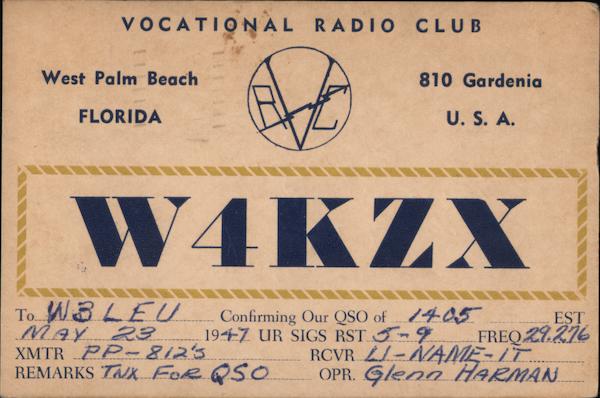 VOCATIONAL RADIO CLUB
West Palm Beach 810 Gardenia
FLORIDA U. S. A.
V R C
W4KZX
To W3LEU Confirming Our QSO of 1405 EST
MAY 23 1947 UR SIGS RST 5-9 FREQ 29.276
XMTR PP-812's RCVR U-NAME-IT
REMARKS TNX FOR QSO OPR. Glenn HARMAN